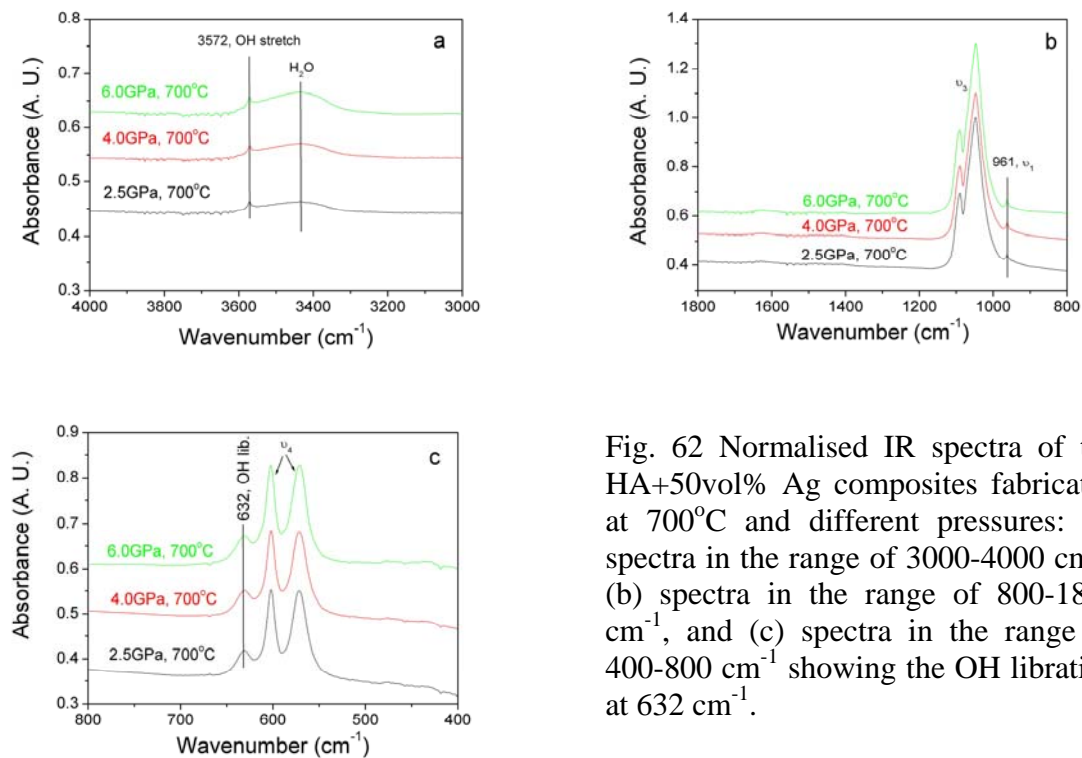 0.8
0.7
0.6
0.5
0.4
0.3
Absorbance (A. U.)
a
3572, OH stretch
H₂O
6.0GPa, 700°C
4.0GPa, 700°C
2.5GPa, 700°C
4000 3800 3600 3400 3200 3000
Wavenumber (cm⁻¹)
1.4
1.2
1.0
0.8
0.6
0.4
Absorbance (A. U.)
b
υ₃
961, υ₁
6.0GPa, 700°C
4.0GPa, 700°C
2.5GPa, 700°C
1800 1600 1400 1200 1000 800
Wavenumber (cm⁻¹)
0.9
0.8
0.7
0.6
0.5
0.4
0.3
Absorbance (A. U.)
c
632, OH lib.
υ₄
6.0GPa, 700°C
4.0GPa, 700°C
2.5GPa, 700°C
800 700 600 500 400
Wavenumber (cm⁻¹)
Fig. 62 Normalised IR spectra of
HA+50vol% Ag composites fabricat
at 700°C and different pressures:
spectra in the range of 3000-4000 cm
(b) spectra in the range of 800-18
cm⁻¹, and (c) spectra in the range
400-800 cm⁻¹ showing the OH librati
at 632 cm⁻¹.